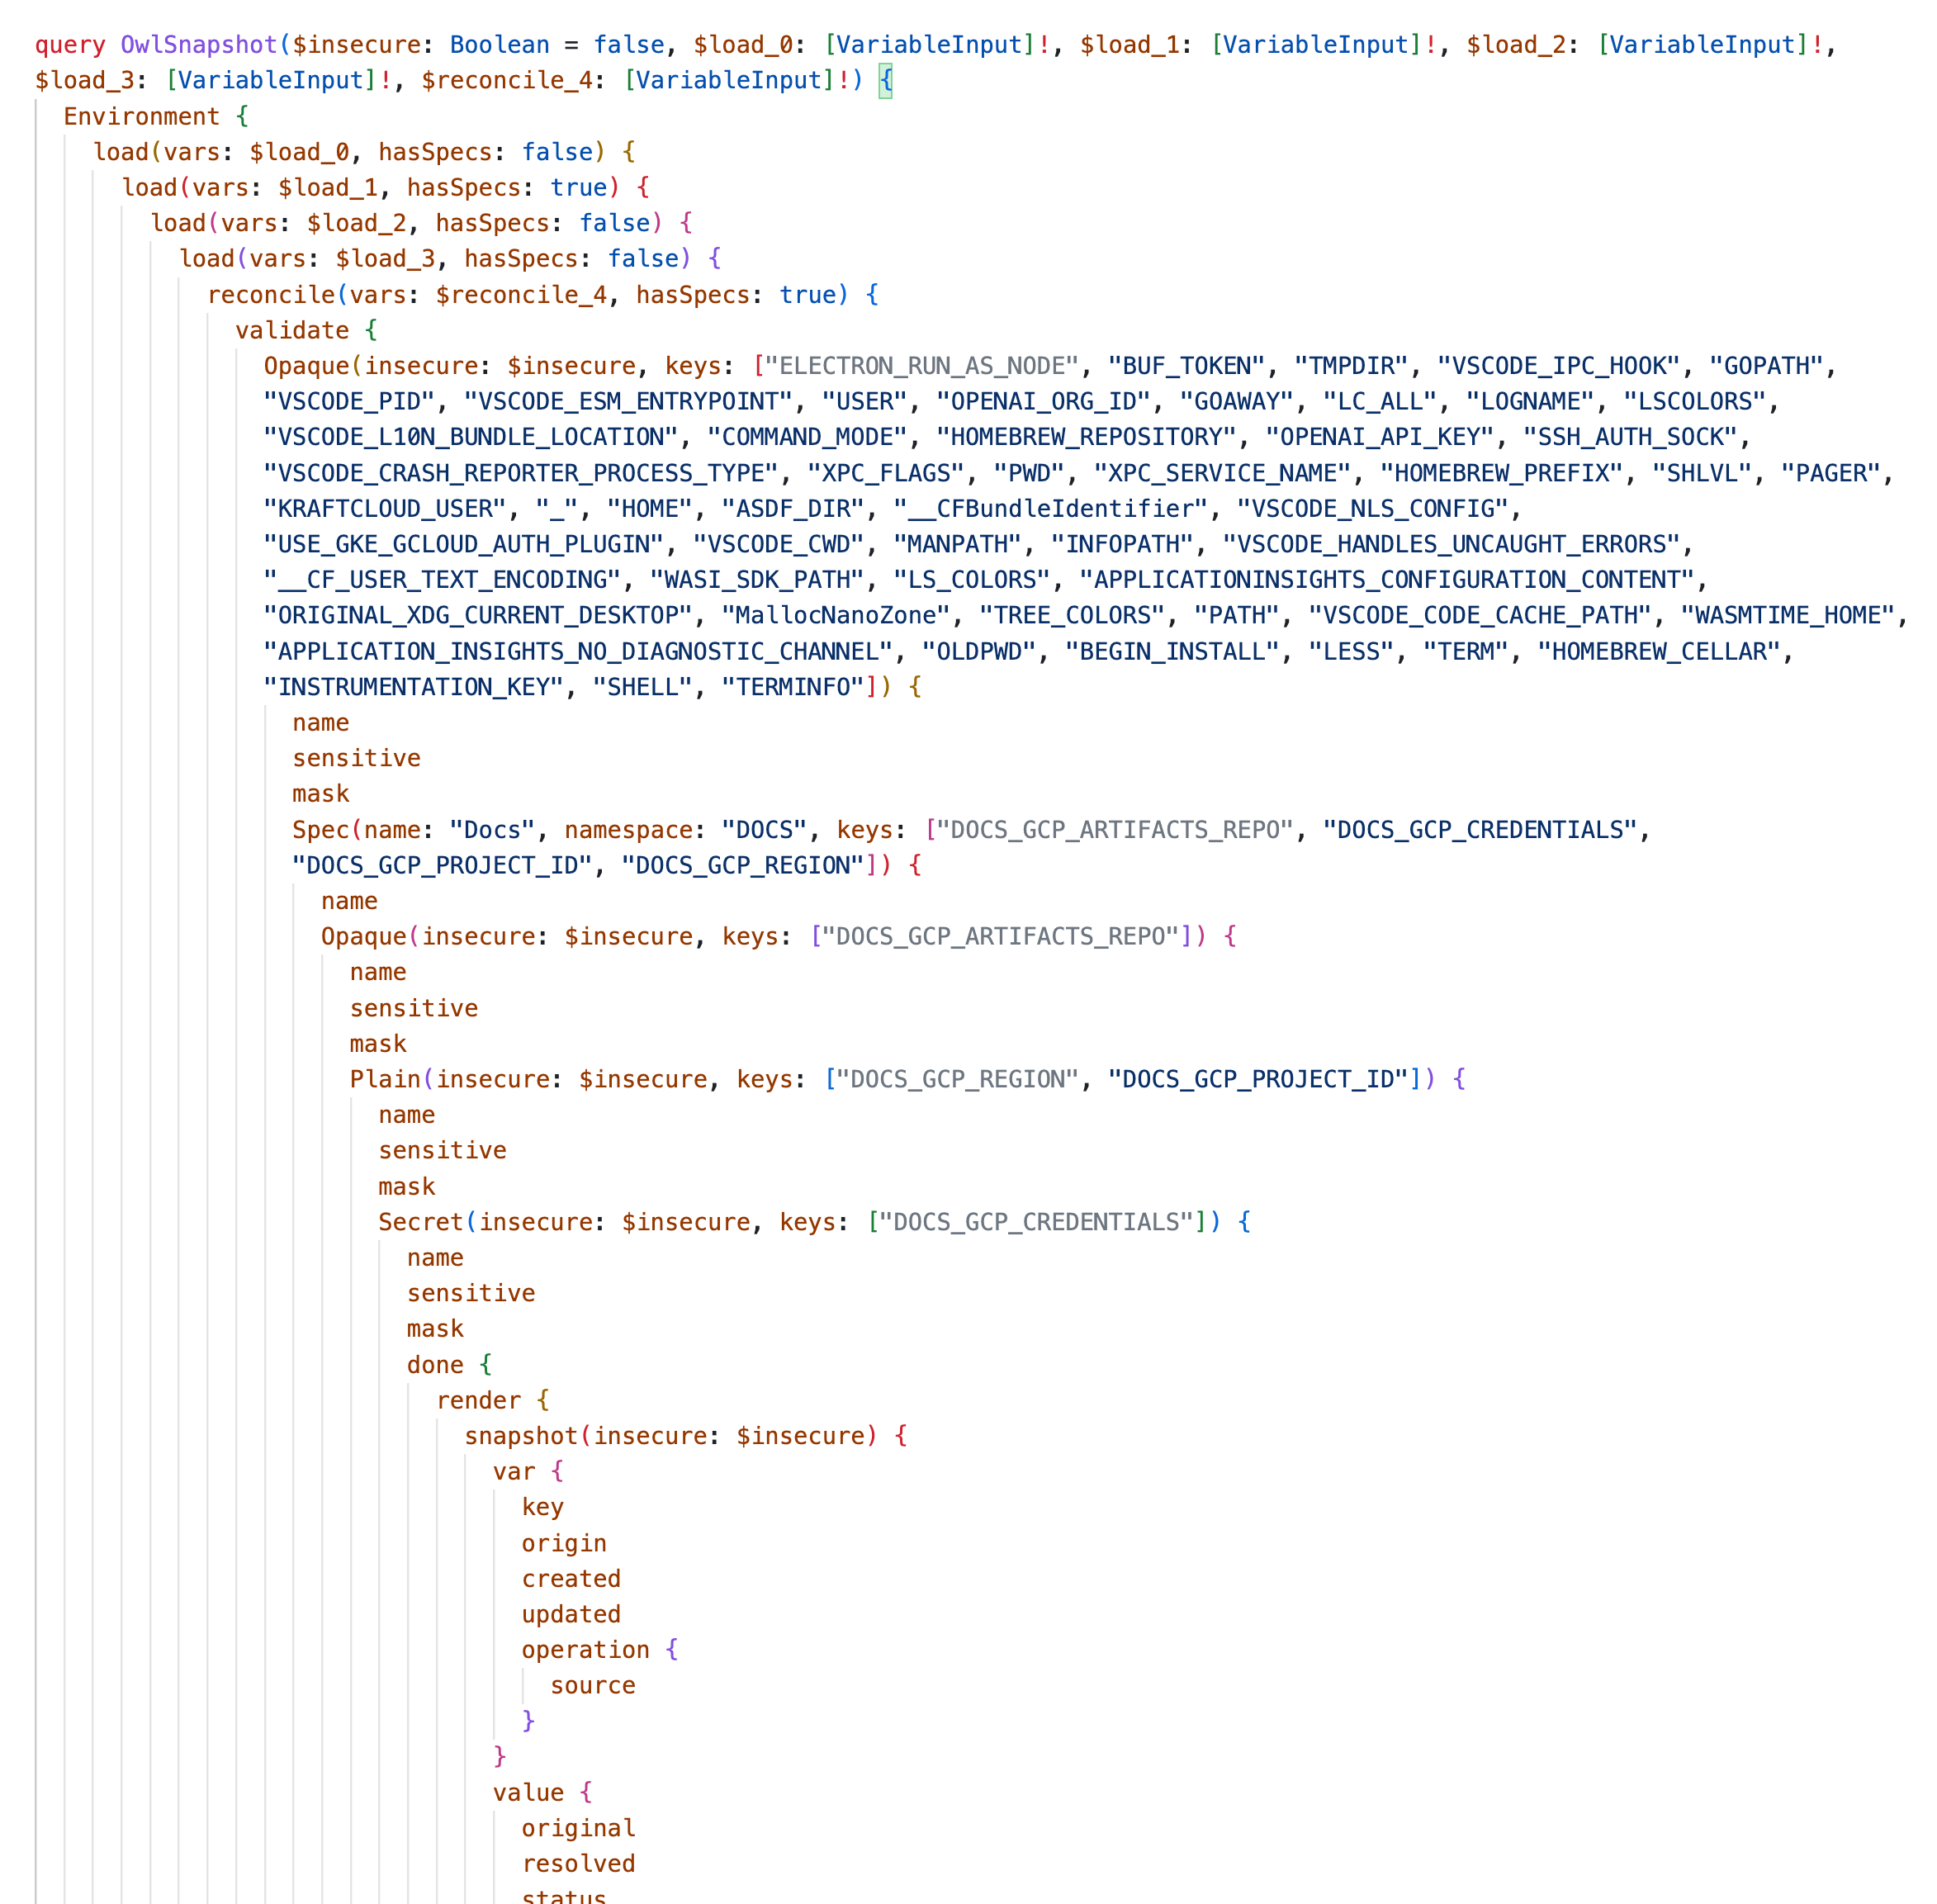 query OwlSnapshot($insecure: Boolean = false, $load_0: [VariableInput]!, $load_1: [VariableInput]!, $load_2: [VariableInput]!,
$load_3: [VariableInput]!, $reconcile_4: [VariableInput]!) {
Environment {
load(vars: $load_0, hasSpecs: false) {
load(vars: $load_1, hasSpecs: true) {
load(vars: $load_2, hasSpecs: false) {
load(vars: $load_3, hasSpecs: false) {
reconcile(vars: $reconcile_4, hasSpecs: true) {
validate {
Opaque(insecure: $insecure, keys: ["ELECTRON_RUN_AS_NODE", "BUF_TOKEN", "TMPDIR", "VSCODE_IPC_HOOK", "GOPATH",
"VSCODE_PID", "VSCODE_ESM_ENTRYPOINT", "USER", "OPENAI_ORG_ID", "GOAWAY", "LC_ALL", "LOGNAME", "LSCOLORS",
"VSCODE_L10N_BUNDLE_LOCATION", "COMMAND_MODE", "HOMEBREW_REPOSITORY", "OPENAI_API_KEY", "SSH_AUTH_SOCK",
"VSCODE_CRASH_REPORTER_PROCESS_TYPE", "XPC_FLAGS", "PWD", "XPC_SERVICE_NAME", "HOMEBREW_PREFIX", "SHLVL", "PAGER",
"KRAFTCLOUD_USER", "_", "HOME", "ASDF_DIR", "__CFBundleIdentifier", "VSCODE_NLS_CONFIG",
"USE_GKE_GCLOUD_AUTH_PLUGIN", "VSCODE_CWD", "MANPATH", "INFOPATH", "VSCODE_HANDLES_UNCAUGHT_ERRORS",
"__CF_USER_TEXT_ENCODING", "WASI_SDK_PATH", "LS_COLORS", "APPLICATIONINSIGHTS_CONFIGURATION_CONTENT",
"ORIGINAL_XDG_CURRENT_DESKTOP", "MallocNanoZone", "TREE_COLORS", "PATH", "VSCODE_CODE_CACHE_PATH", "WASMTIME_HOME",
"APPLICATION_INSIGHTS_NO_DIAGNOSTIC_CHANNEL", "OLDPWD", "BEGIN_INSTALL", "LESS", "TERM", "HOMEBREW_CELLAR",
"INSTRUMENTATION_KEY", "SHELL", "TERMINFO"]) {
name
sensitive
mask
Spec(name: "Docs", namespace: "DOCS", keys: ["DOCS_GCP_ARTIFACTS_REPO", "DOCS_GCP_CREDENTIALS",
"DOCS_GCP_PROJECT_ID", "DOCS_GCP_REGION"]) {
name
Opaque(insecure: $insecure, keys: ["DOCS_GCP_ARTIFACTS_REPO"]) {
name
sensitive
mask
Plain(insecure: $insecure, keys: ["DOCS_GCP_REGION", "DOCS_GCP_PROJECT_ID"]) {
name
sensitive
mask
Secret(insecure: $insecure, keys: ["DOCS_GCP_CREDENTIALS"]) {
name
sensitive
mask
done {
render {
snapshot(insecure: $insecure) {
var {
key
origin
created
updated
operation {
source
}
}
value {
original
resolved
status